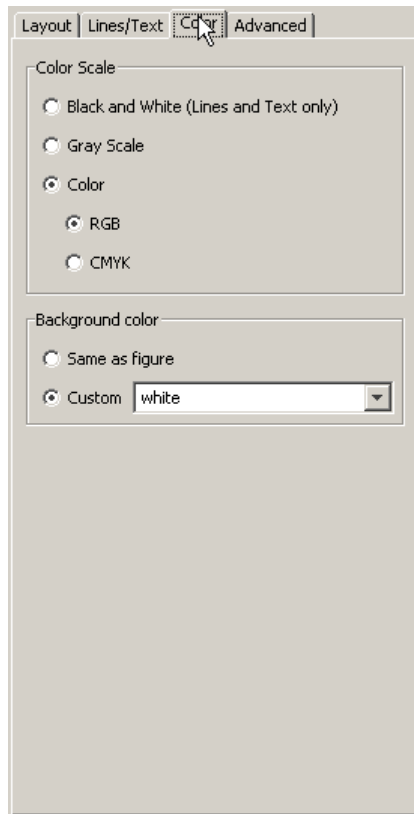 Layout Lines/Text Color Advanced
Color Scale
Black and White (Lines and Text only)
Gray Scale
Color
RGB
CMYK
Background color
Same as figure
Custom white